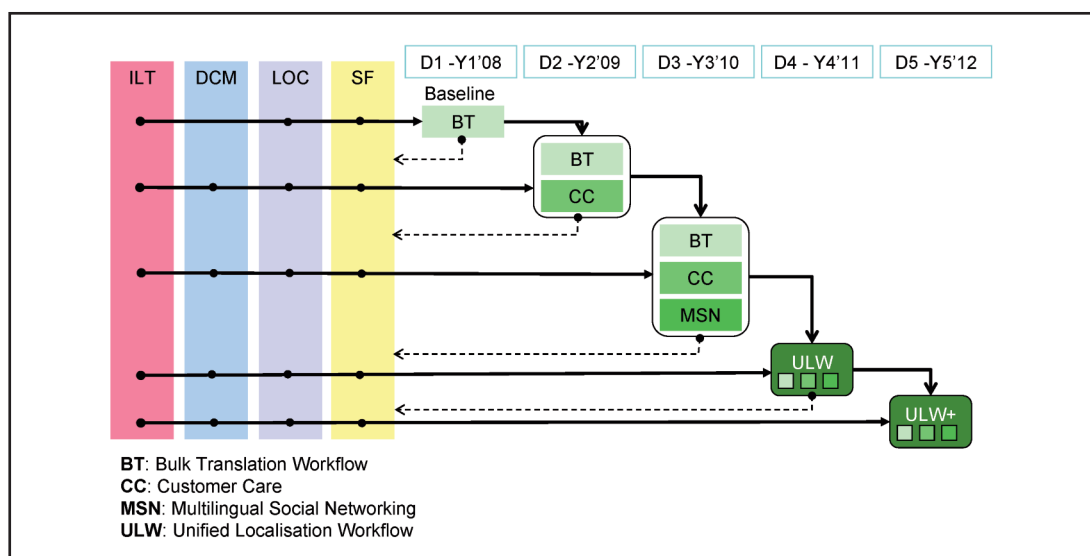 D1 -Y1'08 D2 -Y2'09 D3 -Y3'10 D4 - Y4'11 D5 -Y5'12
ILT DCM LOC SF
Baseline
BT
BT
CC
BT
CC
MSN
ULW
ULW+
BT: Bulk Translation Workflow
CC: Customer Care
MSN: Multilingual Social Networking
ULW: Unified Localisation Workflow